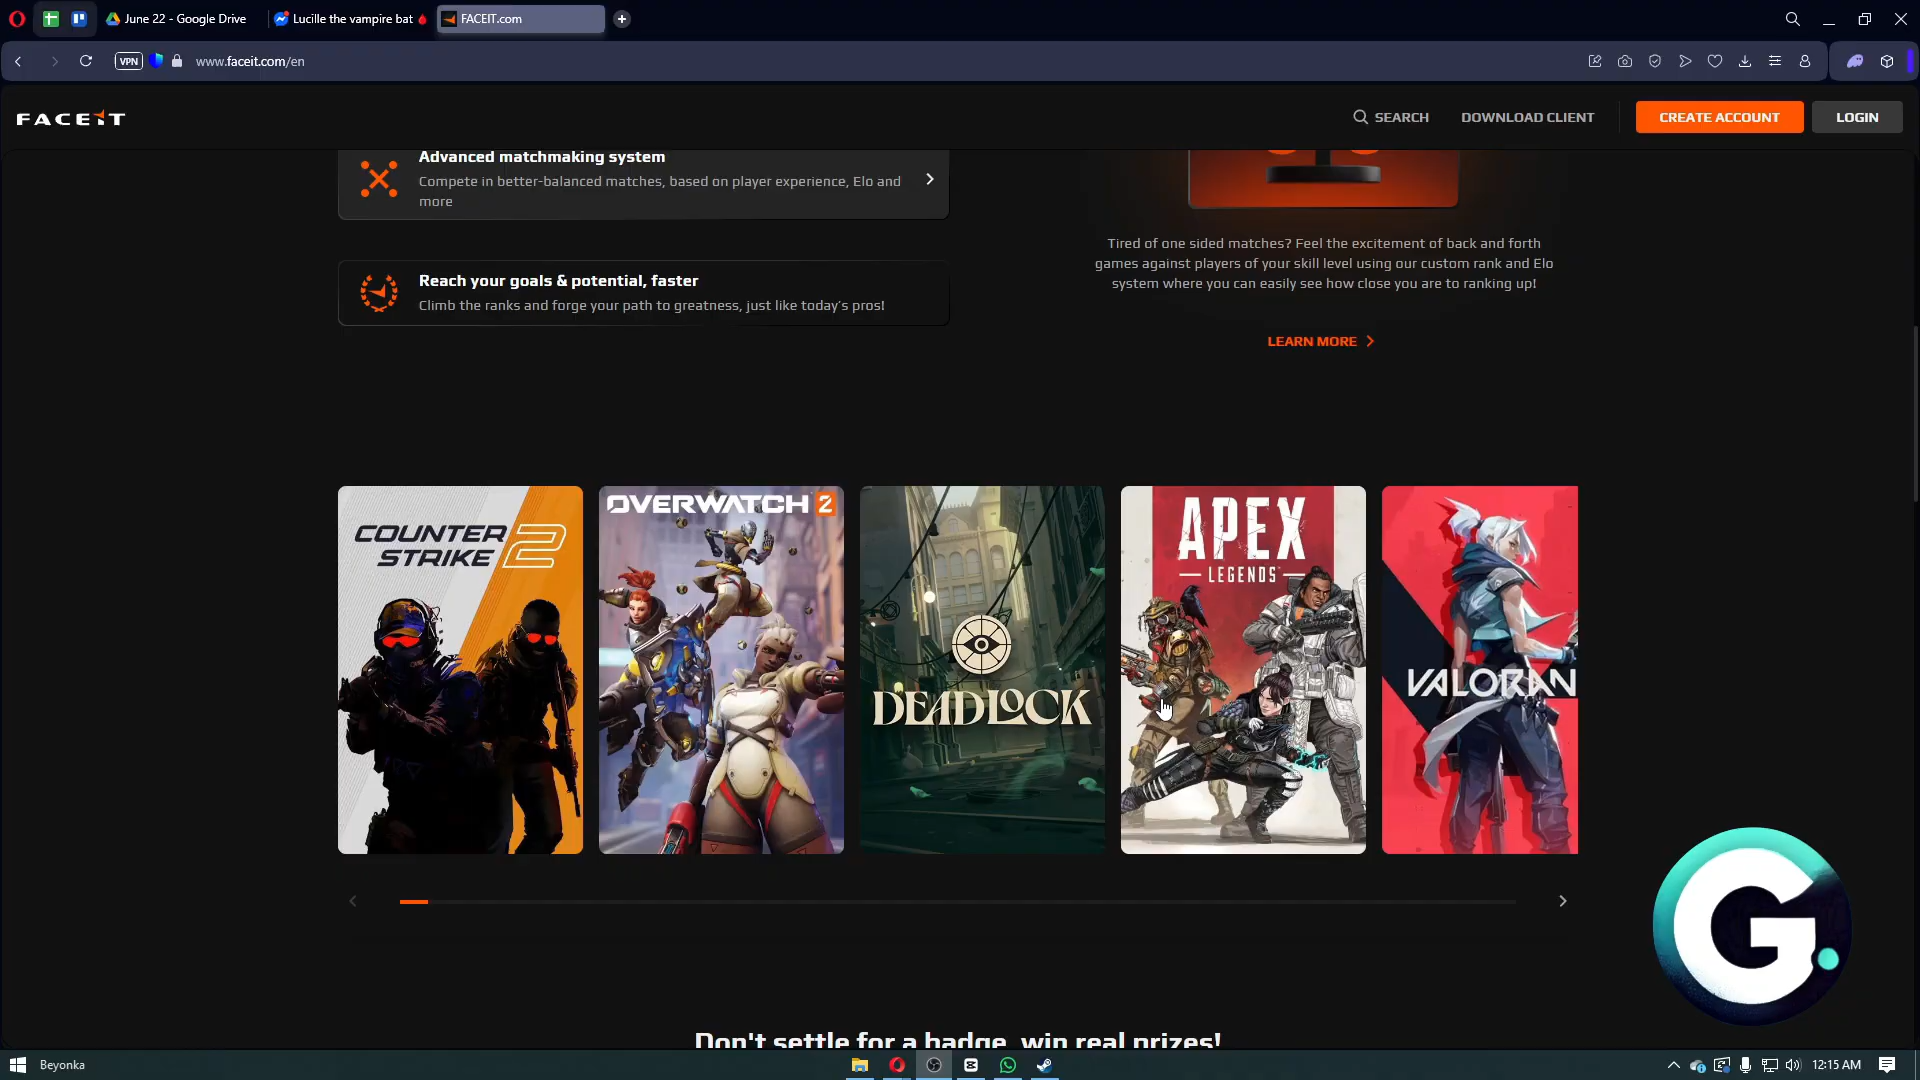 June 22 - Google Drive
Lucille the vampire bat
FACEIT.com
VPN
www.faceit.com/en
FACEIT
SEARCH
DOWNLOAD CLIENT
CREATE ACCOUNT
LOGIN
Advanced matchmaking system
Compete in better-balanced matches, based on player experience, Elo and
more
Reach your goals & potential, faster
Climb the ranks and forge your path to greatness, just like today's pros!
Tired of one sided matches? Feel the excitement of back and forth
games against players of your skill level using our custom rank and Elo
system where you can easily see how close you are to ranking up!
LEARN MORE
COUNTER
STRIKE 2
OVERWATCH 2
DEADLOCK
APEX
LEGENDS
VALORAN
G
Don't settle for a badge, win real prizes!
Beyonka
12:15 AM